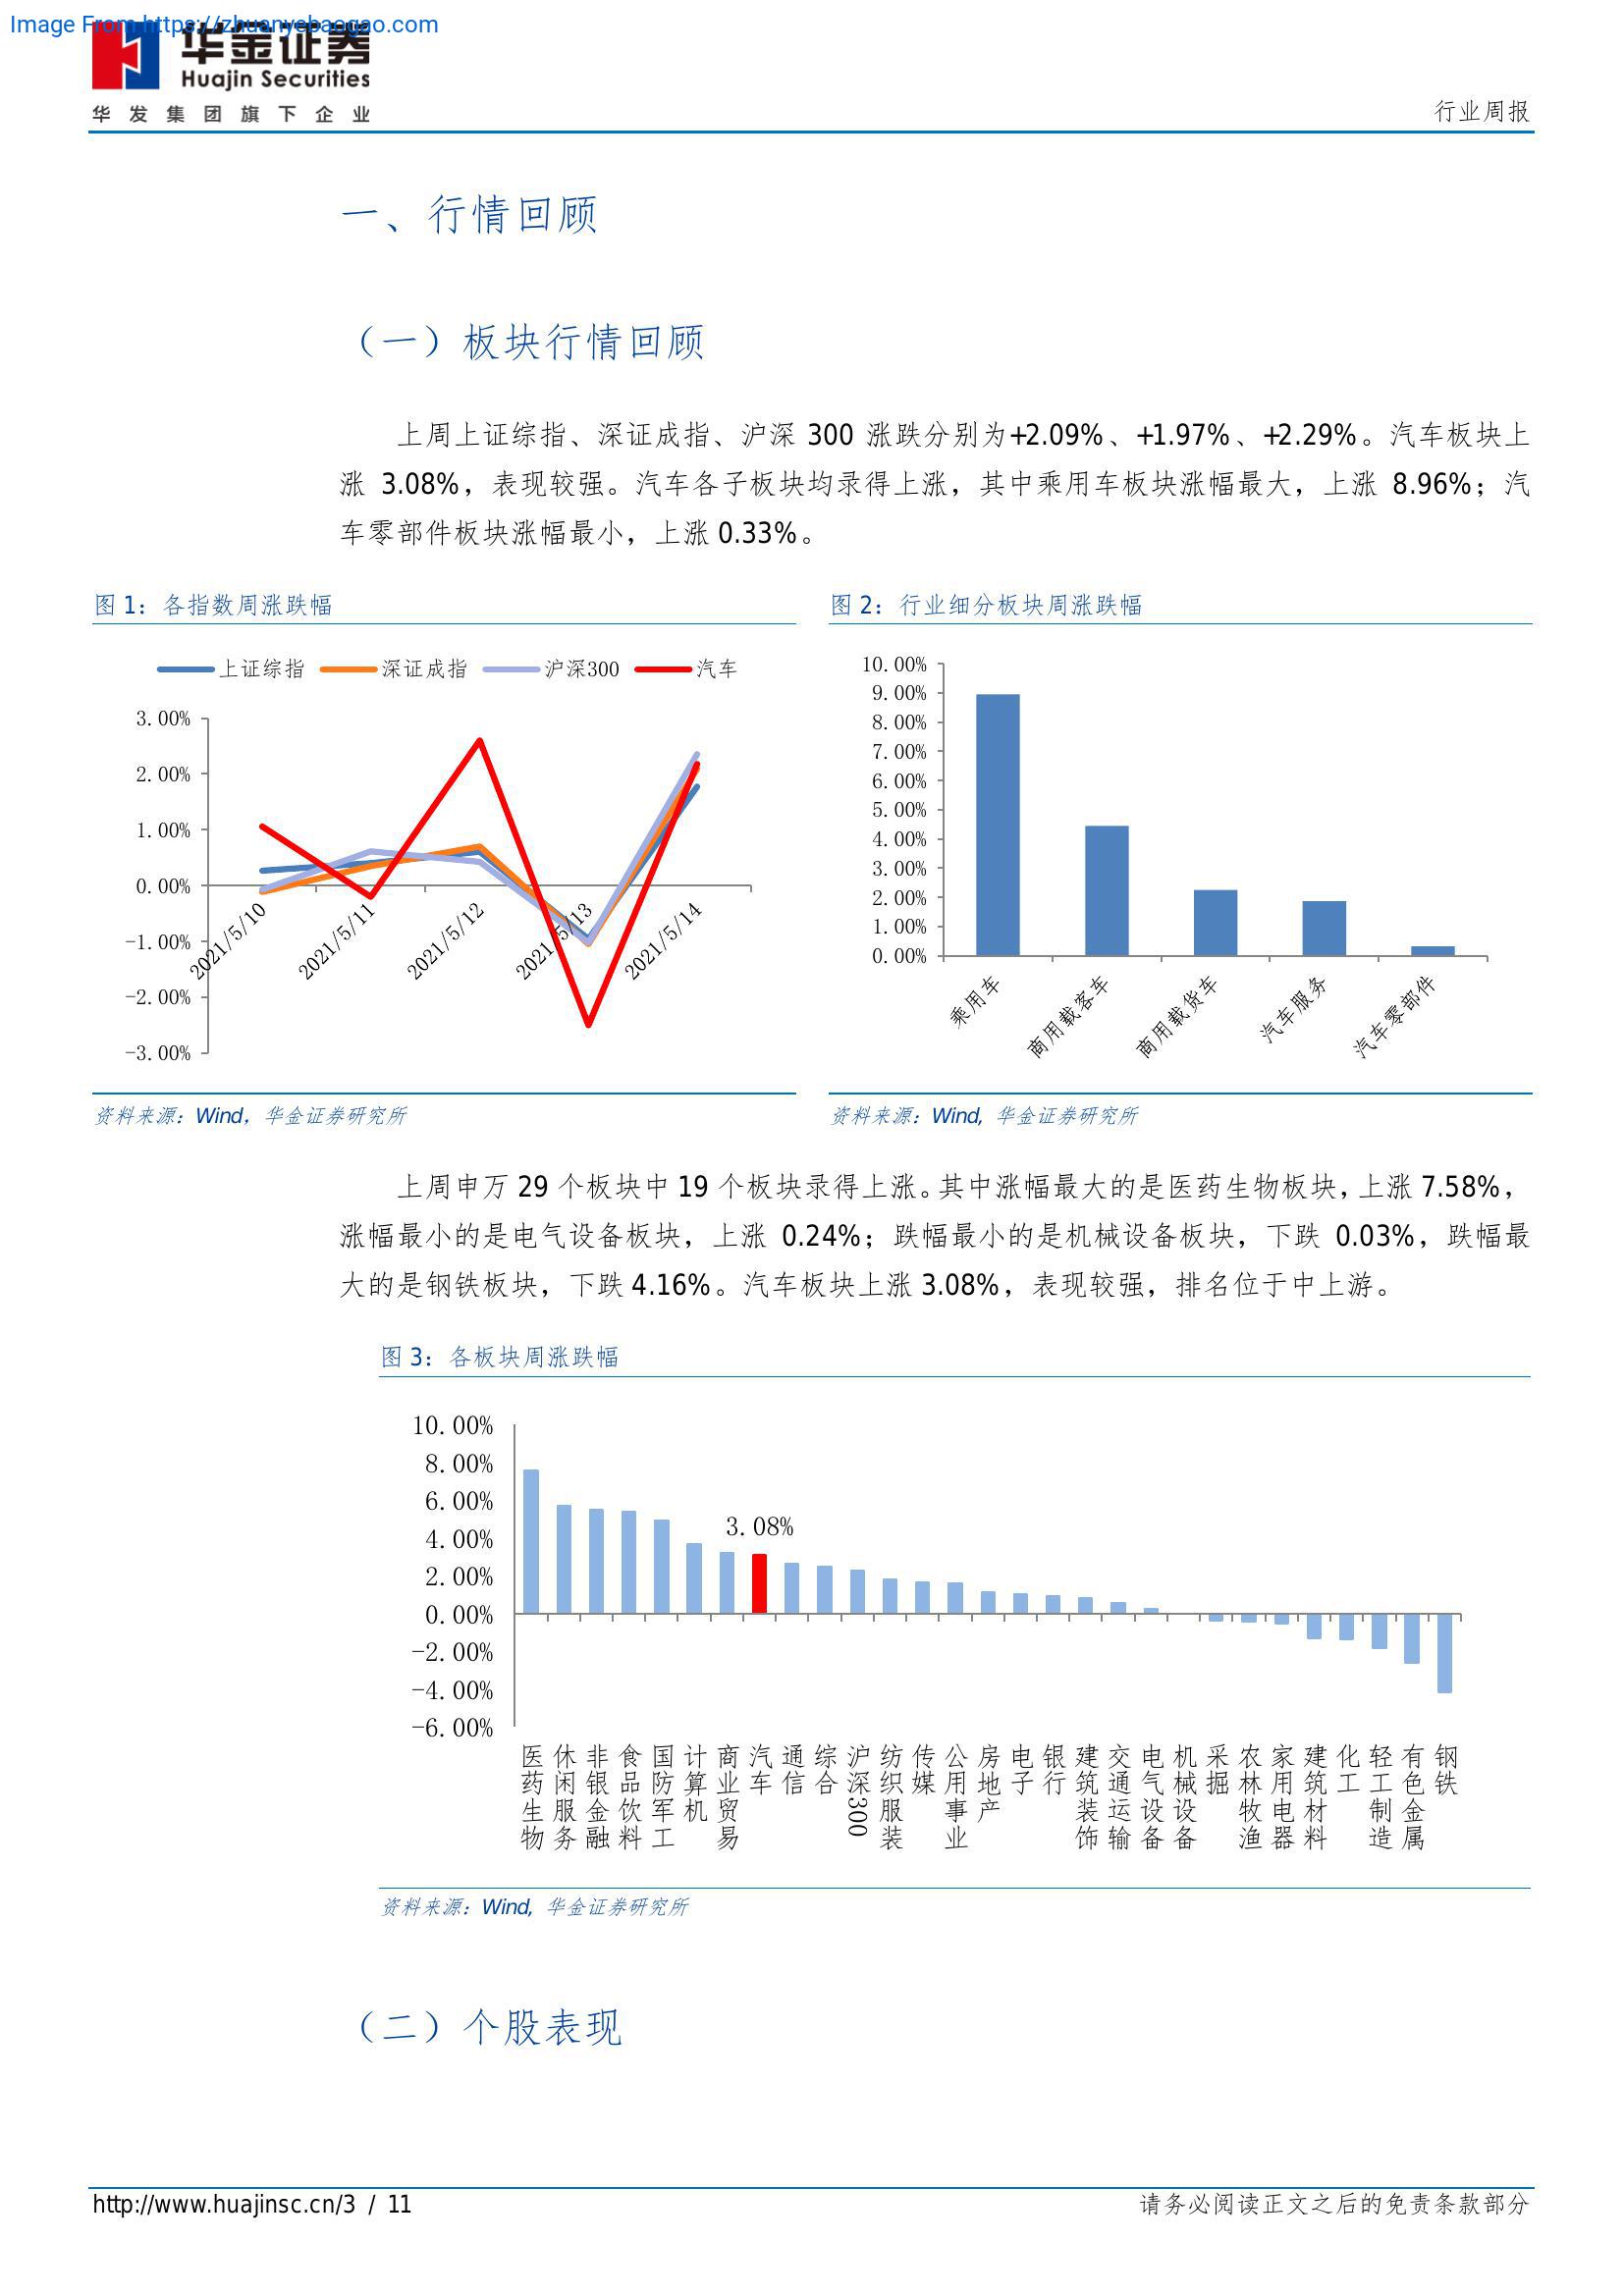 Image From https://zhuanyebaogao.com
华金证券
Huajin Securities
华发集团旗下企业
行业周报
一、行情回顾
（一）板块行情回顾
上周上证综指、深证成指、沪深 300 涨跌分别为+2.09%、+1.97%、+2.29%。汽车板块上
涨 3.08%，表现较强。汽车各子板块均录得上涨，其中乘用车板块涨幅最大，上涨 8.96%；汽
车零部件板块涨幅最小，上涨 0.33%。
图 1：各指数周涨跌幅
上证综指 深证成指 沪深300 汽车
3.00%
2.00%
1.00%
0.00%
-1.00%
-2.00%
-3.00%
2021/5/10
2021/5/11
2021/5/12
2021/5/13
2021/5/14
资料来源：Wind，华金证券研究所
图 2：行业细分板块周涨跌幅
10.00%
9.00%
8.00%
7.00%
6.00%
5.00%
4.00%
3.00%
2.00%
1.00%
0.00%
乘用车
商用载客车
商用载货车
汽车服务
汽车零部件
资料来源：Wind, 华金证券研究所
上周申万 29 个板块中 19 个板块录得上涨。其中涨幅最大的是医药生物板块，上涨 7.58%，
涨幅最小的是电气设备板块，上涨 0.24%；跌幅最小的是机械设备板块，下跌 0.03%，跌幅最
大的是钢铁板块，下跌 4.16%。汽车板块上涨 3.08%，表现较强，排名位于中上游。
图 3：各板块周涨跌幅
10.00%
8.00%
6.00%
4.00%
2.00%
0.00%
-2.00%
-4.00%
-6.00%
3.08%
医药生物
休闲服务
非银金融
食品饮料
国防军工
计算机
商业贸易
汽车
通信
综合
沪深300
纺织服装
传媒
公用事业
房地产
电子
银行
建筑装饰
交通运输
电气设备
机械设备
采掘
农林牧渔
家用电器
建筑材料
化工
轻工制造
有色金属
钢铁
资料来源：Wind, 华金证券研究所
（二）个股表现
http://www.huajinsc.cn/3 / 11
请务必阅读正文之后的免责条款部分